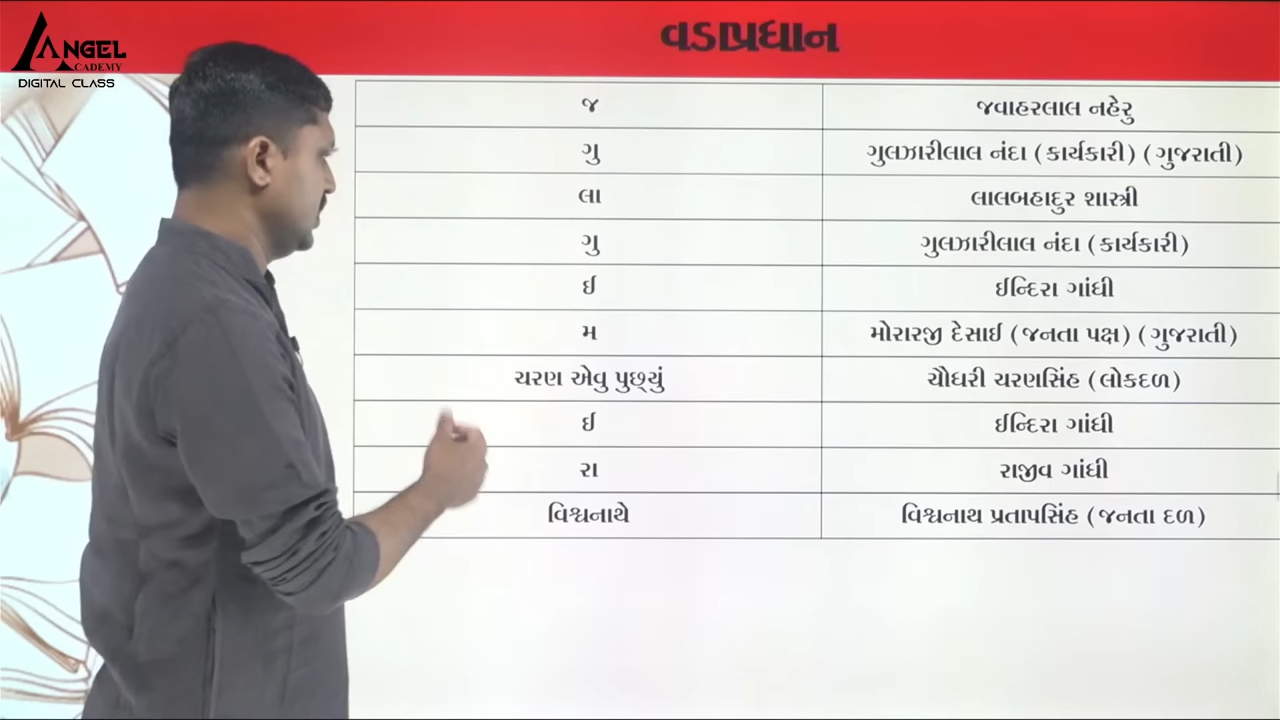 ANGEL
ACADEMY
DIGITAL CLASS
વડાપ્રધાન
જ જવાહરલાલ નહેરુ
ગુ ગુલઝારીલાલ નંદા (કાર્યકારી) (ગુજરાતી)
લા લાલબહાદુર શાસ્ત્રી
ગુ ગુલઝારીલાલ નંદા (કાર્યકારી)
ઈ ઈન્દિરા ગાંધી
મ મોરારજી દેસાઈ (જનતા પક્ષ) (ગુજરાતી)
ચરણ એવુ પુછ્યું ચૌધરી ચરણસિંહ (લોકદળ)
ઈ ઈન્દિરા ગાંધી
રા રાજીવ ગાંધી
વિશ્વનાથે વિશ્વનાથ પ્રતાપસિંહ (જનતા દળ)